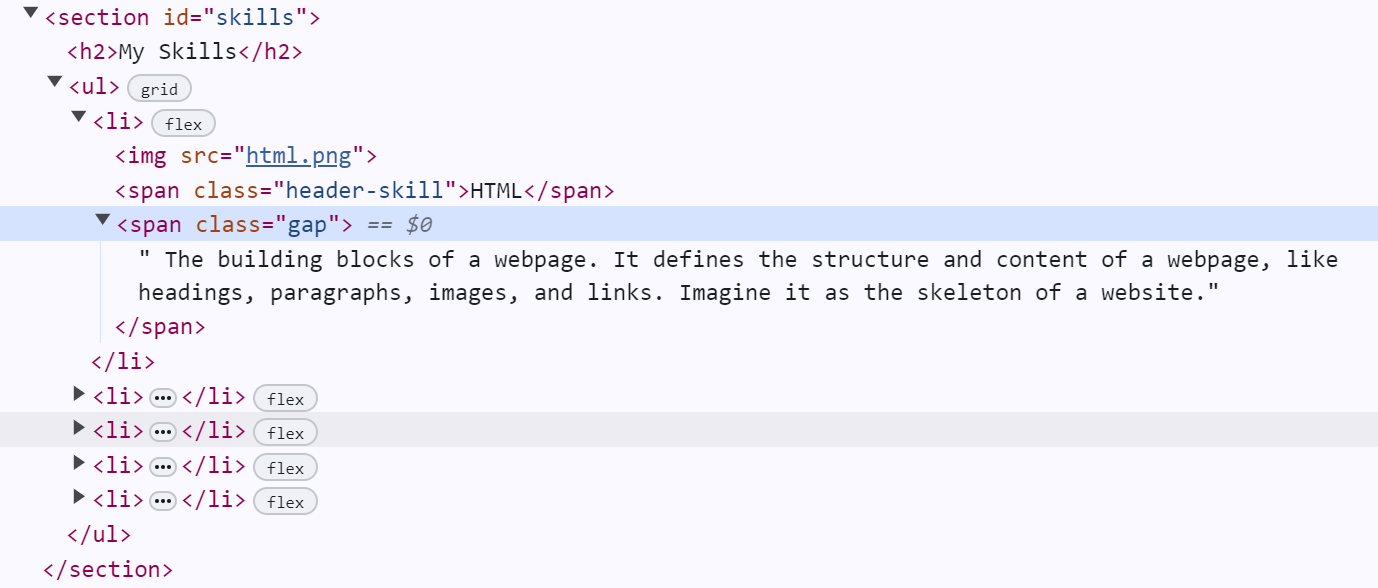 <section id="skills">
<h2>My Skills</h2>
<ul> grid
<li> flex
<img src="html.png">
<span class="header-skill">HTML</span>
<span class="gap"> == $0
" The building blocks of a webpage. It defines the structure and content of a webpage, like
headings, paragraphs, images, and links. Imagine it as the skeleton of a website."
</span>
</li>
<li>•••</li> flex
<li>•••</li> flex
<li>•••</li> flex
<li>•••</li> flex
</ul>
</section>